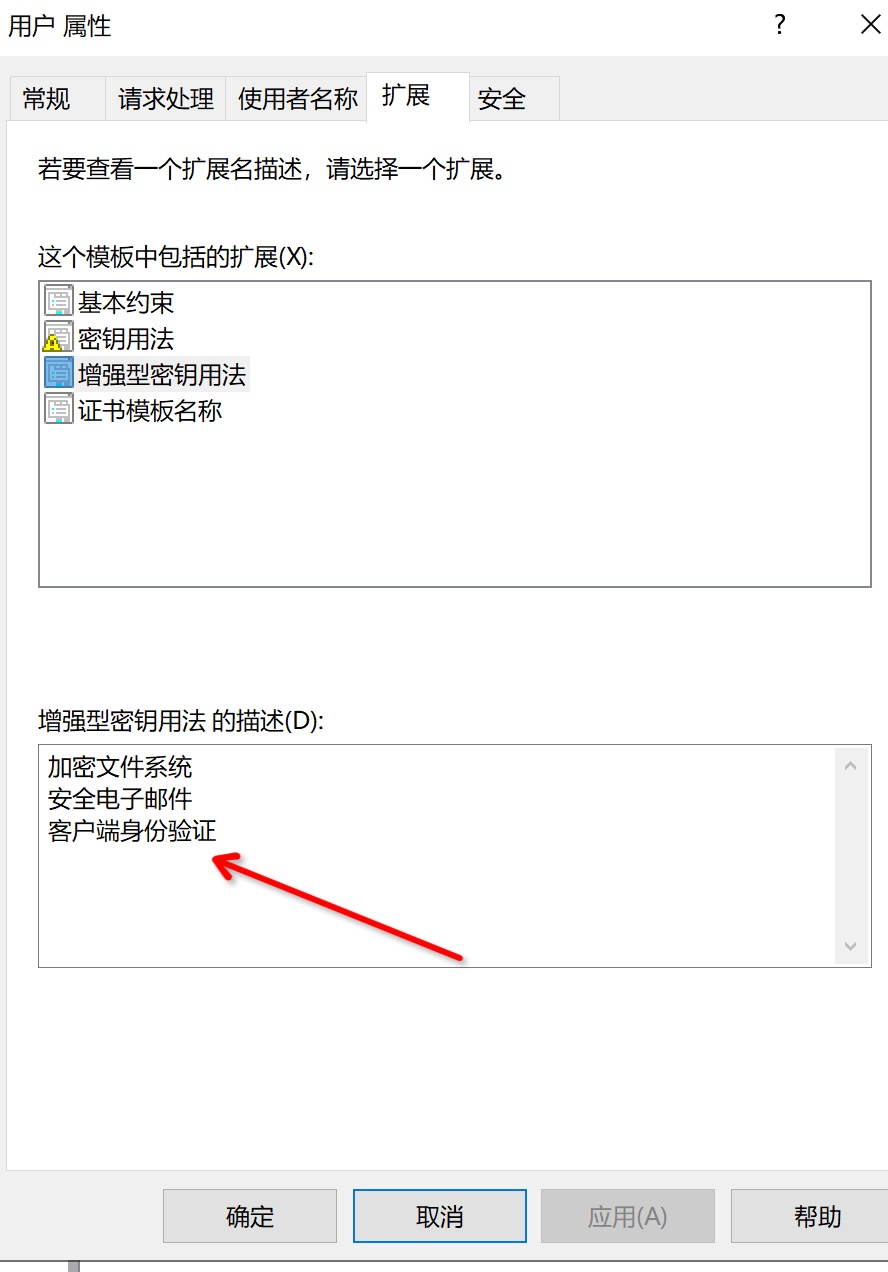 用户 属性
?
常规 请求处理 使用者名称 扩展 安全
若要查看一个扩展名描述，请选择一个扩展。
这个模板中包括的扩展(X):
基本约束
密钥用法
增强型密钥用法
证书模板名称
增强型密钥用法 的描述(D):
加密文件系统
安全电子邮件
客户端身份验证
确定 取消 应用(A) 帮助